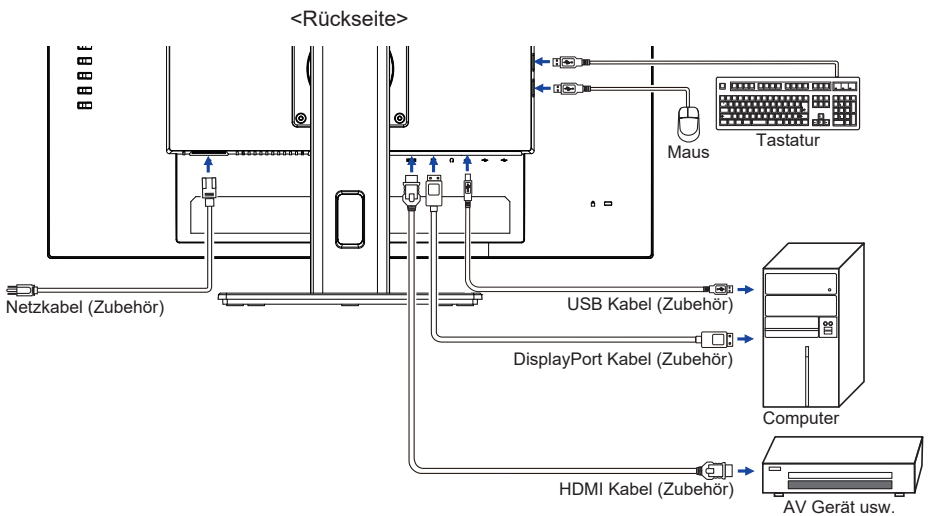 <Rückseite>
Maus
Tastatur
Netzkabel (Zubehör)
USB Kabel (Zubehör)
DisplayPort Kabel (Zubehör)
Computer
HDMI Kabel (Zubehör)
AV Gerät usw.